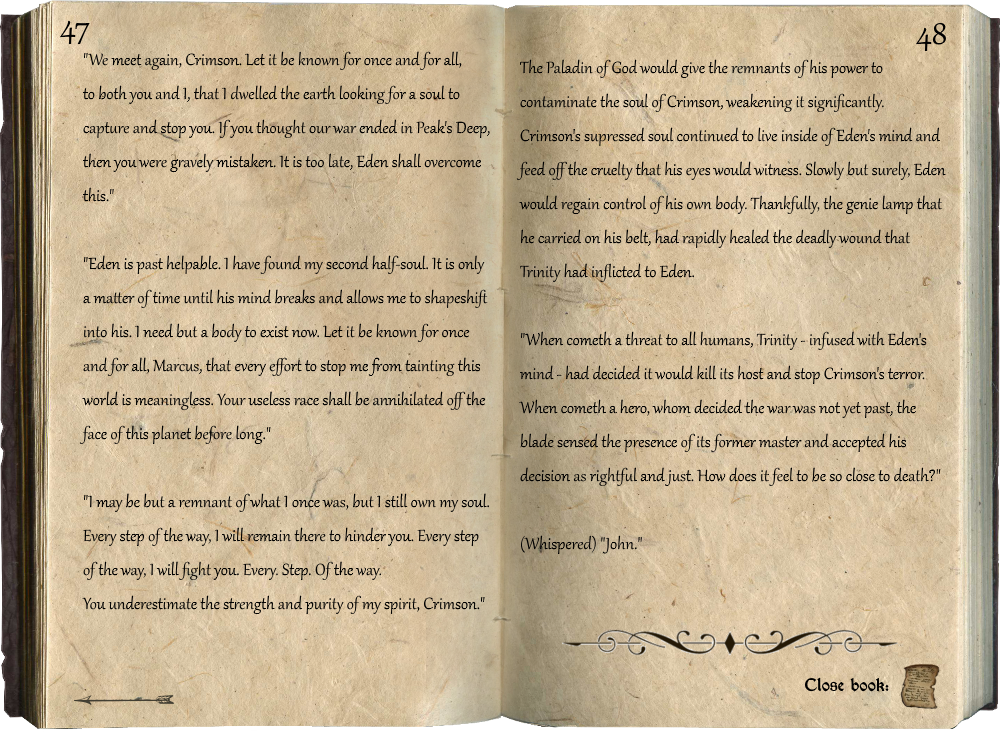 47
"We meet again, Crimson. Let it be known for once and for all,
to both you and I, that I dwelled the earth looking for a soul to
capture and stop you. If you thought our war ended in Peak's Deep,
then you were gravely mistaken. It is too late, Eden shall overcome
this."
"Eden is past helpable. I have found my second half-soul. It is only
a matter of time until his mind breaks and allows me to shapeshift
into his. I need but a body to exist now. Let it be known for once
and for all, Marcus, that every effort to stop me from tainting this
world is meaningless. Your useless race shall be annihilated off the
face of this planet before long."
"I may be but a remnant of what I once was, but I still own my soul.
Every step of the way, I will remain there to hinder you. Every step
of the way, I will fight you. Every. Step. Of the way.
You underestimate the strength and purity of my spirit, Crimson."
48
The Paladin of God would give the remnants of his power to
contaminate the soul of Crimson, weakening it significantly.
Crimson's supressed soul continued to live inside of Eden's mind and
feed off the cruelty that his eyes would witness. Slowly but surely, Eden
would regain control of his own body. Thankfully, the genie lamp that
he carried on his belt, had rapidly healed the deadly wound that
Trinity had inflicted to Eden.
"When cometh a threat to all humans, Trinity - infused with Eden's
mind - had decided it would kill its host and stop Crimson's terror.
When cometh a hero, whom decided the war was not yet past, the
blade sensed the presence of its former master and accepted his
decision as rightful and just. How does it feel to be so close to death?"
(Whispered) "John."
Close book: